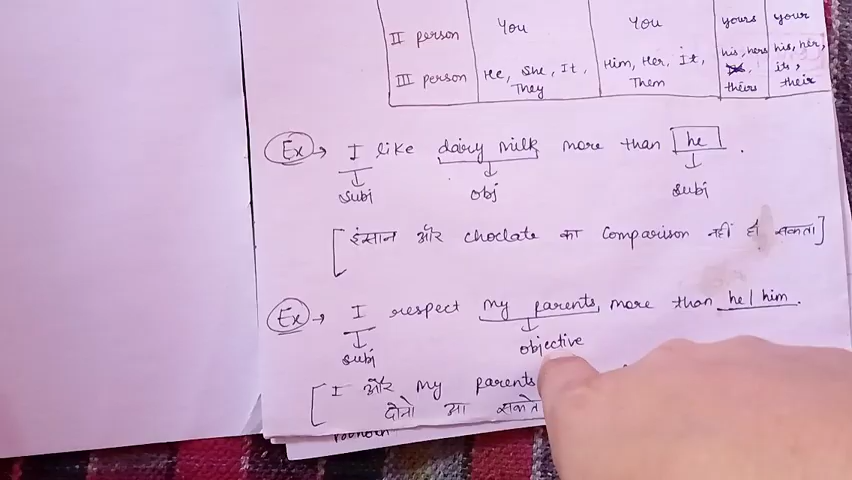 II person You You yours your
III person He, She, It, They Him, Her, It, Them his, hers, theirs his, her, its, their
Ex → I like dairy milk more than he.
subj obj subj
[इंसान और choclate का comparison नहीं हो सकता]
Ex → I respect my parents, more than he/him.
subj objective
[I और my parents
दोनो आ सकते